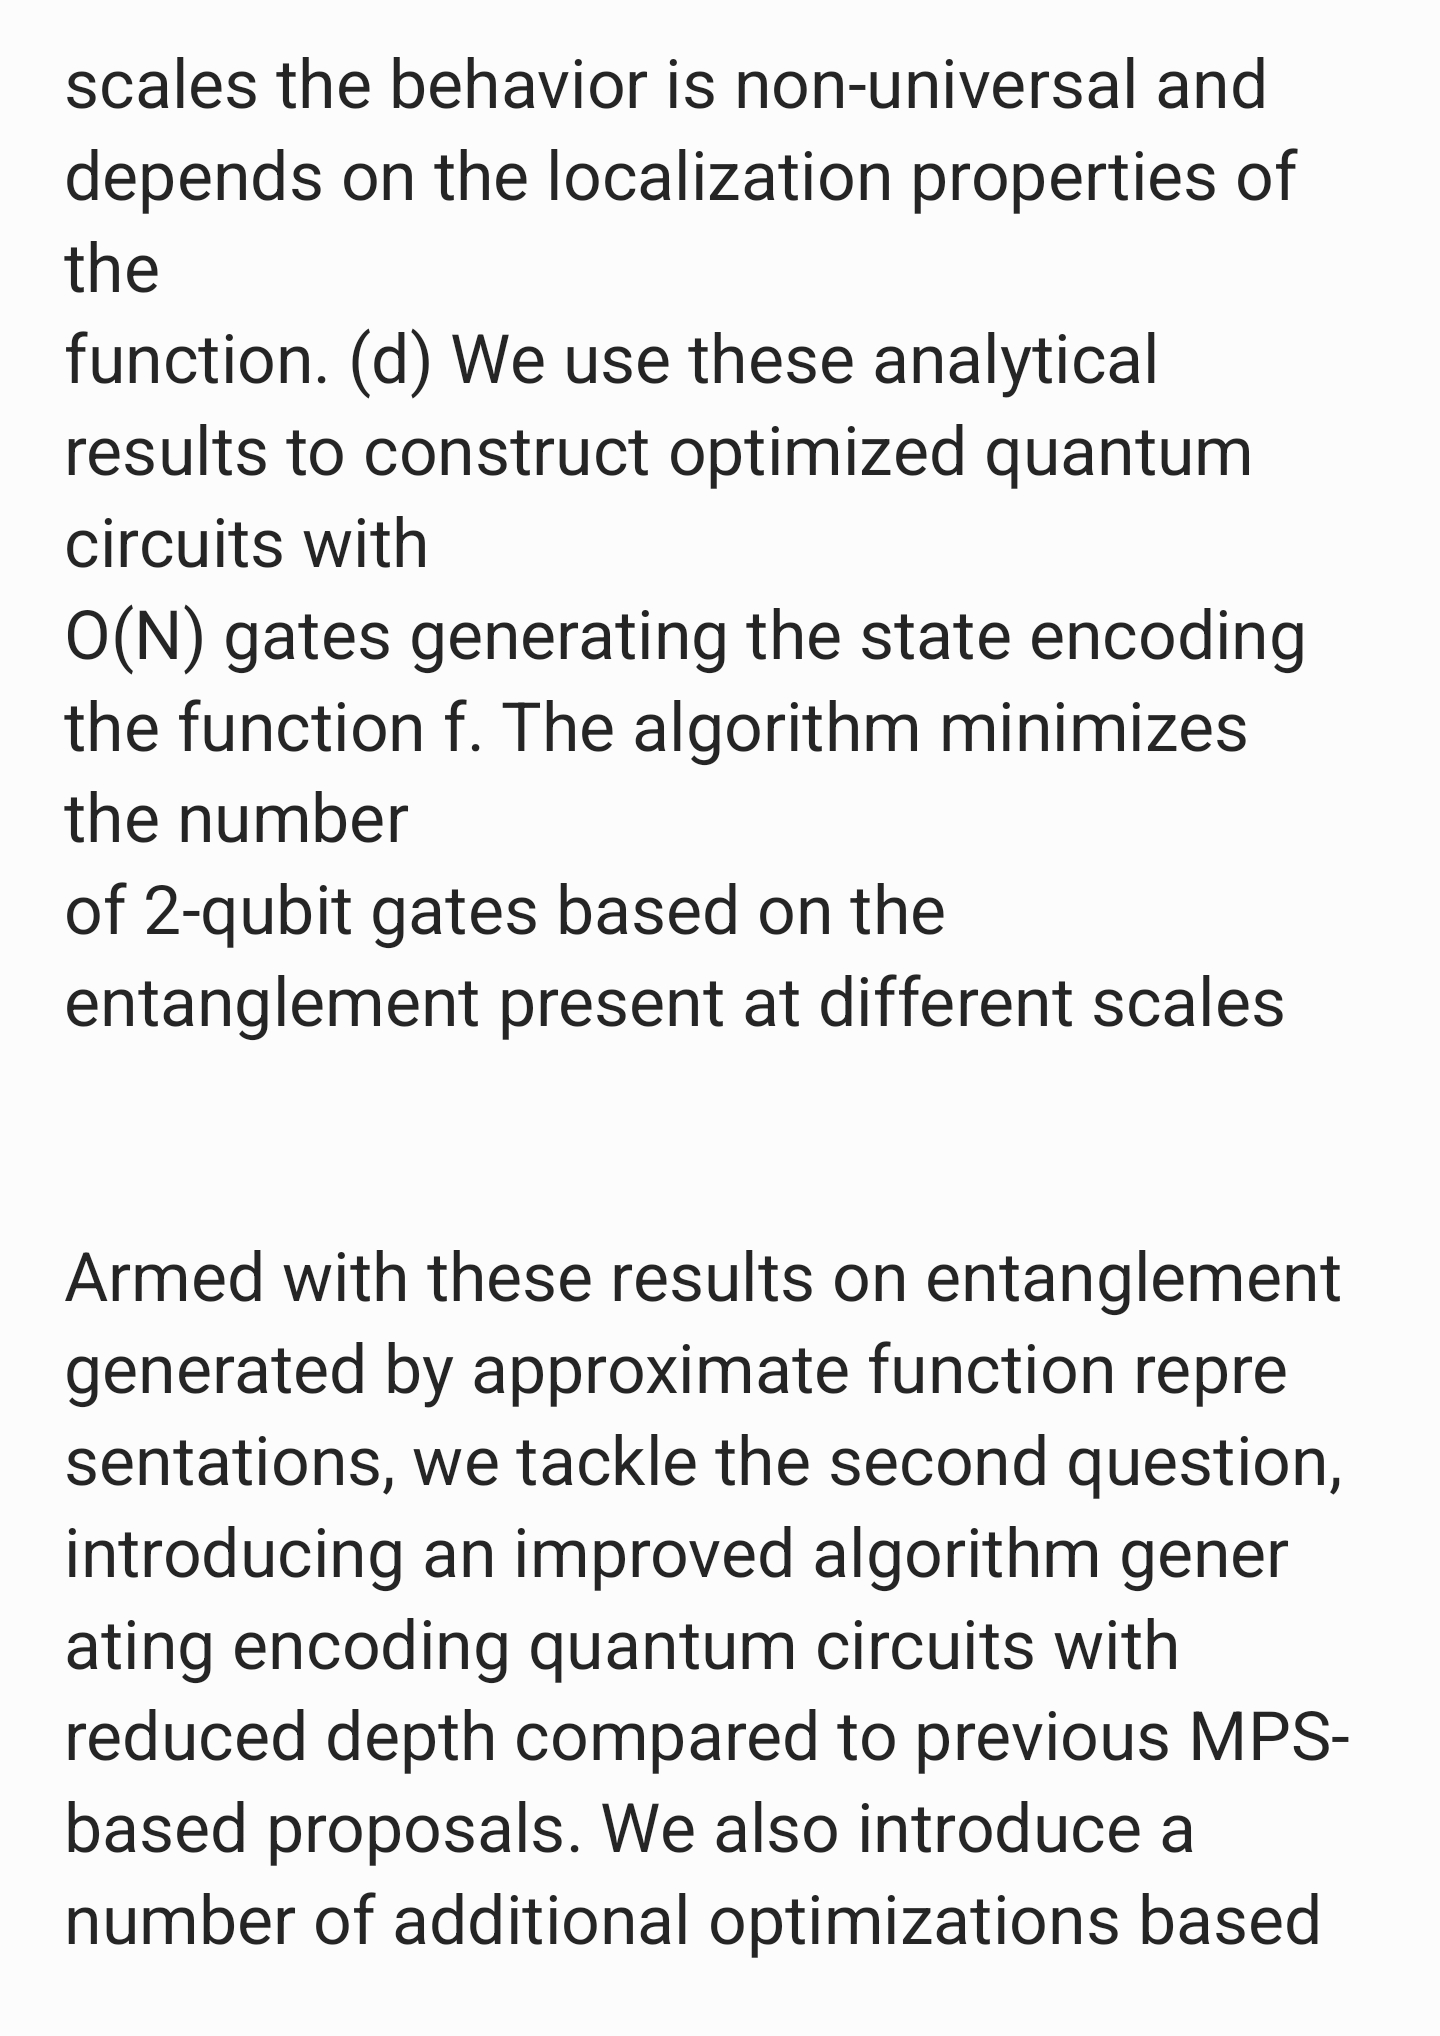 scales the behavior is non-universal and
depends on the localization properties of
the
function. (d) We use these analytical
results to construct optimized quantum
circuits with
O(N) gates generating the state encoding
the function f. The algorithm minimizes
the number
of 2-qubit gates based on the
entanglement present at different scales
Armed with these results on entanglement
generated by approximate function repre
sentations, we tackle the second question,
introducing an improved algorithm gener
ating encoding quantum circuits with
reduced depth compared to previous MPS-
based proposals. We also introduce a
number of additional optimizations based